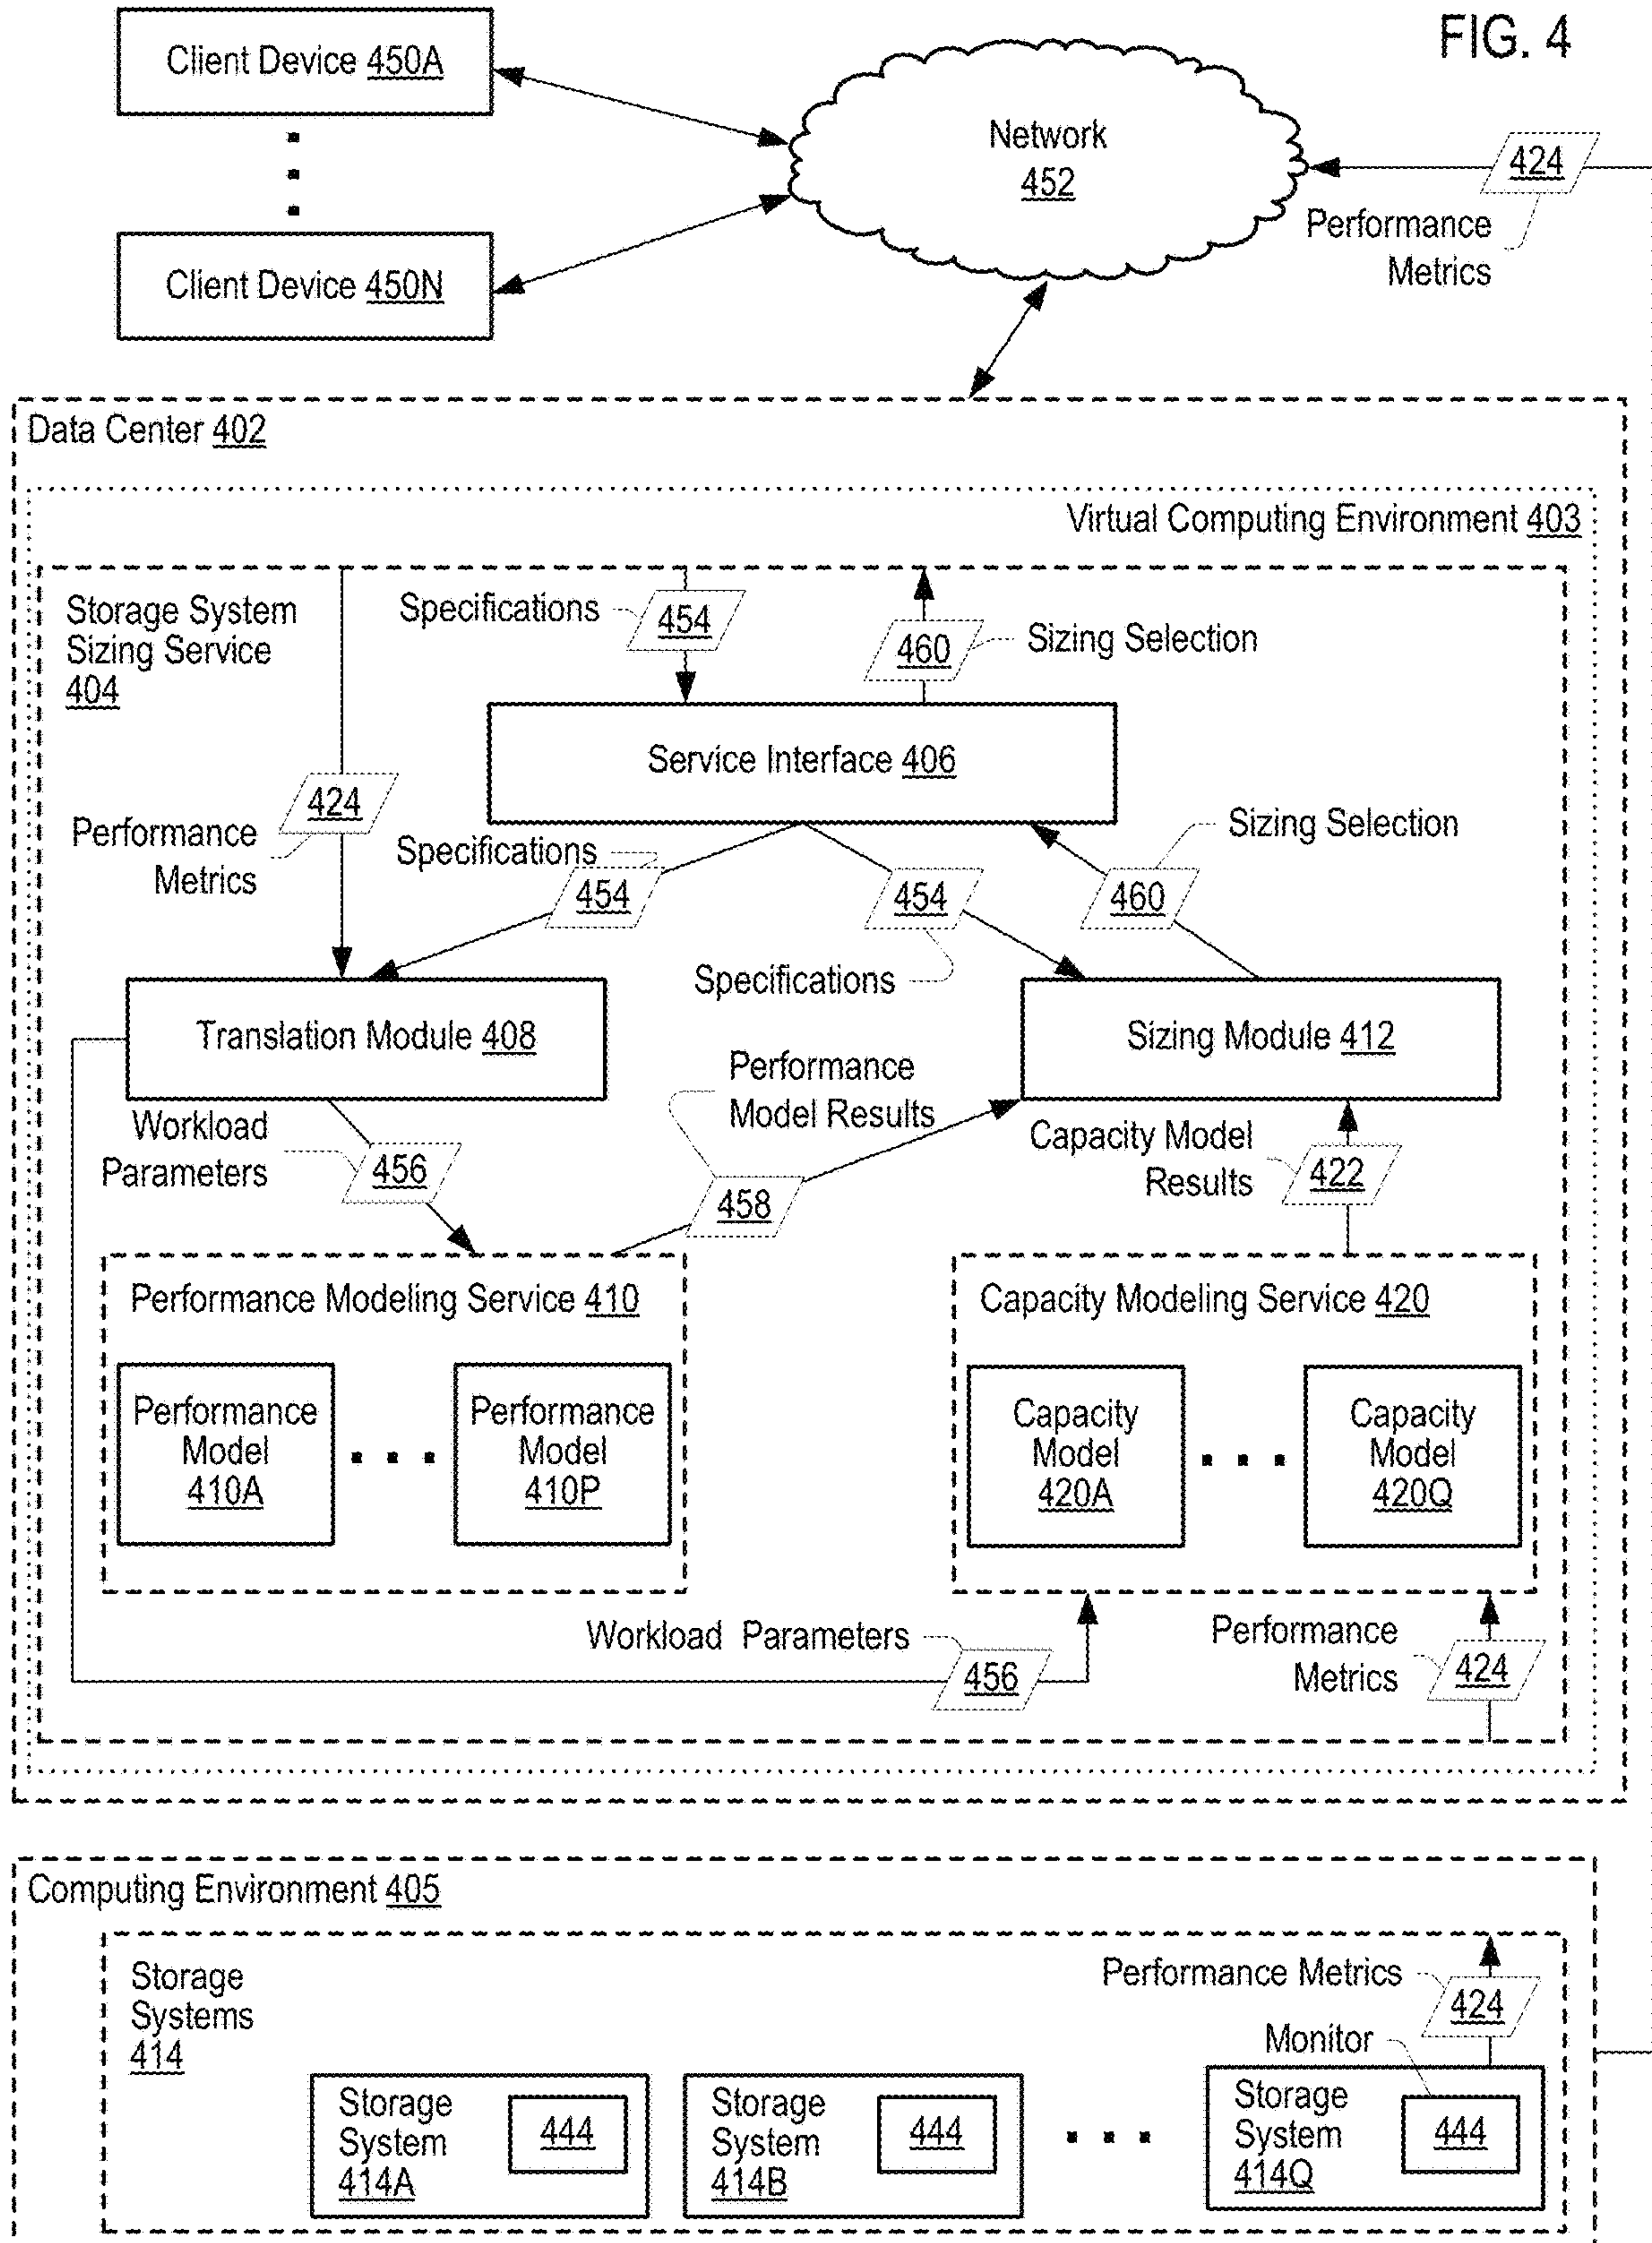 FIG. 4
Client Device 450A
Client Device 450N
Network
452
424
Performance
Metrics
Data Center 402
Virtual Computing Environment 403
Storage System
Sizing Service
404
Specifications
454
460
Sizing Selection
Service Interface 406
424
Performance
Metrics
Specifications
454
454
Specifications
460
Sizing Selection
Translation Module 408
Sizing Module 412
Workload
Parameters
456
Performance
Model Results
458
Capacity Model
Results
422
Performance Modeling Service 410
Performance
Model
410A
Performance
Model
410P
Capacity Modeling Service 420
Capacity
Model
420A
Capacity
Model
420Q
Workload Parameters
456
Performance
Metrics
424
Computing Environment 405
Storage
Systems
414
Performance Metrics
424
Monitor
Storage
System
414A
444
Storage
System
414B
444
Storage
System
414Q
444